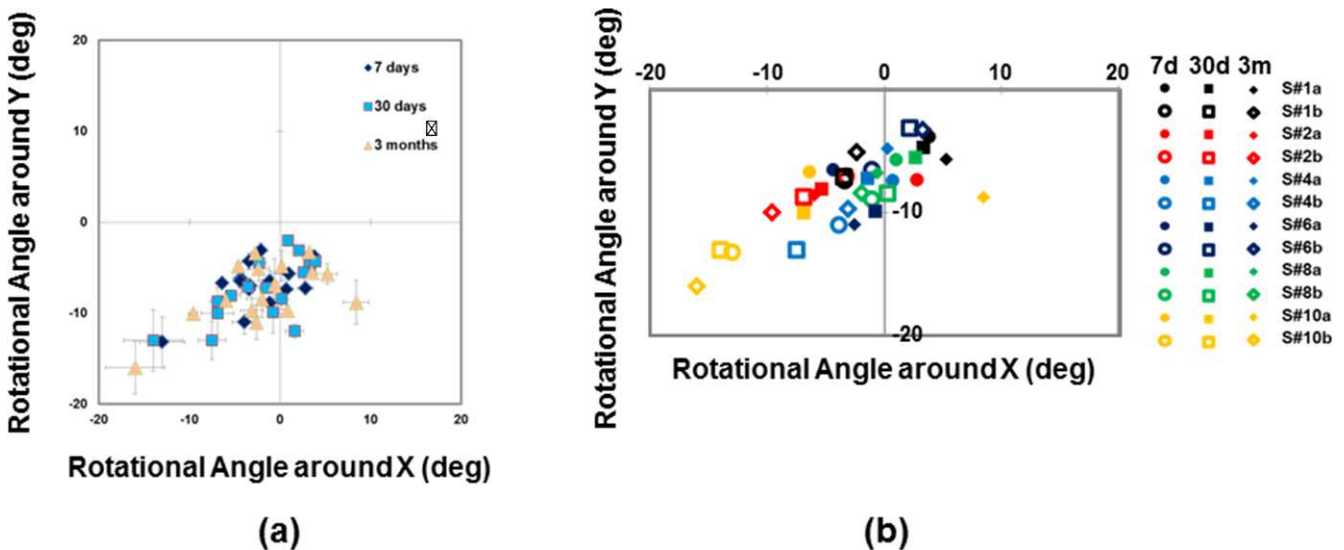 Rotational Angle around Y (deg)
20
10
0
-10
-20
-20
-10
0
10
20
7 days
30 days
3 months
Rotational Angle around X (deg)
(a)
Rotational Angle around Y (deg)
-20
-10
0
10
20
-10
-20
Rotational Angle around X (deg)
7d 30d 3m
S#1a
S#1b
S#2a
S#2b
S#4a
S#4b
S#6a
S#6b
S#8a
S#8b
S#10a
S#10b
(b)